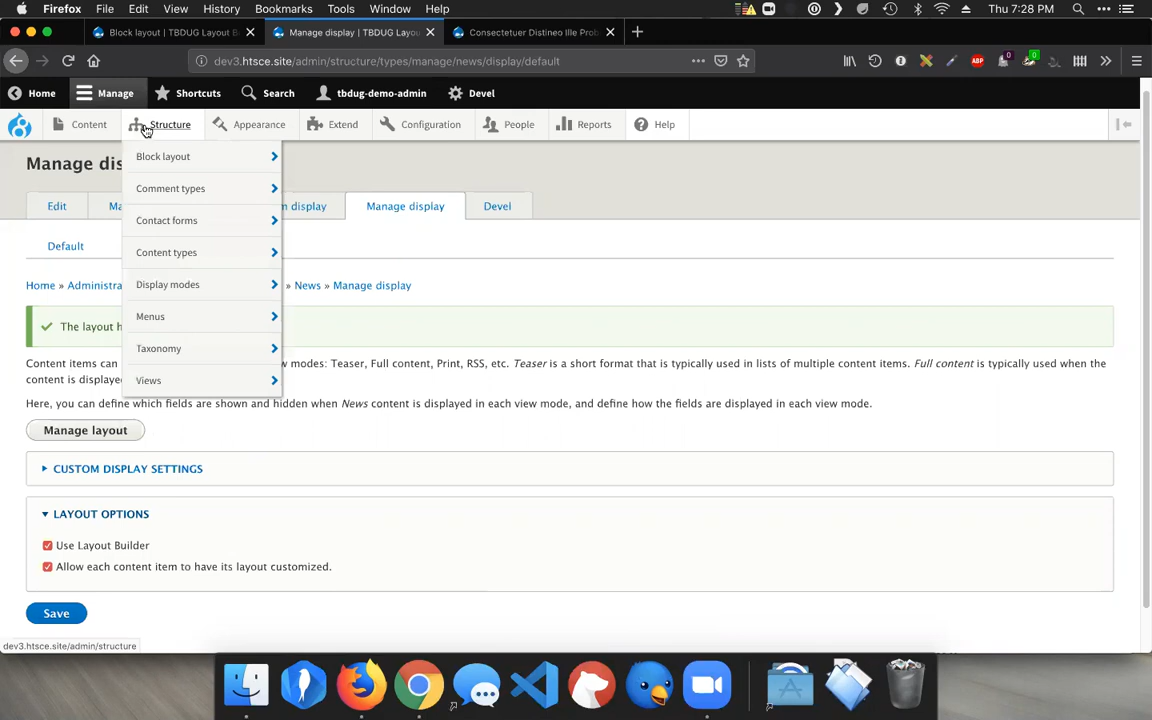 Firefox File Edit View History Bookmarks Tools Window Help Thu 7:28 PM
Block layout | TBDUG Layout B Manage display | TBDUG Layou Consectetuer Distineo Ille Prob
dev3.htsce.site/admin/structure/types/manage/news/display/default
ABP 0 0
Home Manage Shortcuts Search tbdug-demo-admin Devel
Content Structure Appearance Extend Configuration People Reports Help
Manage dis
Block layout
Comment types
Contact forms
Content types
Display modes
Menus
Taxonomy
Views
Edit Ma m display Manage display Devel
Default
Home » Administra » News » Manage display
The layout h
Content items can w modes: Teaser, Full content, Print, RSS, etc. Teaser is a short format that is typically used in lists of multiple content items. Full content is typically used when the
content is displaye
Here, you can define which fields are shown and hidden when News content is displayed in each view mode, and define how the fields are displayed in each view mode.
Manage layout
CUSTOM DISPLAY SETTINGS
LAYOUT OPTIONS
Use Layout Builder
Allow each content item to have its layout customized.
Save
dev3.htsce.site/admin/structure